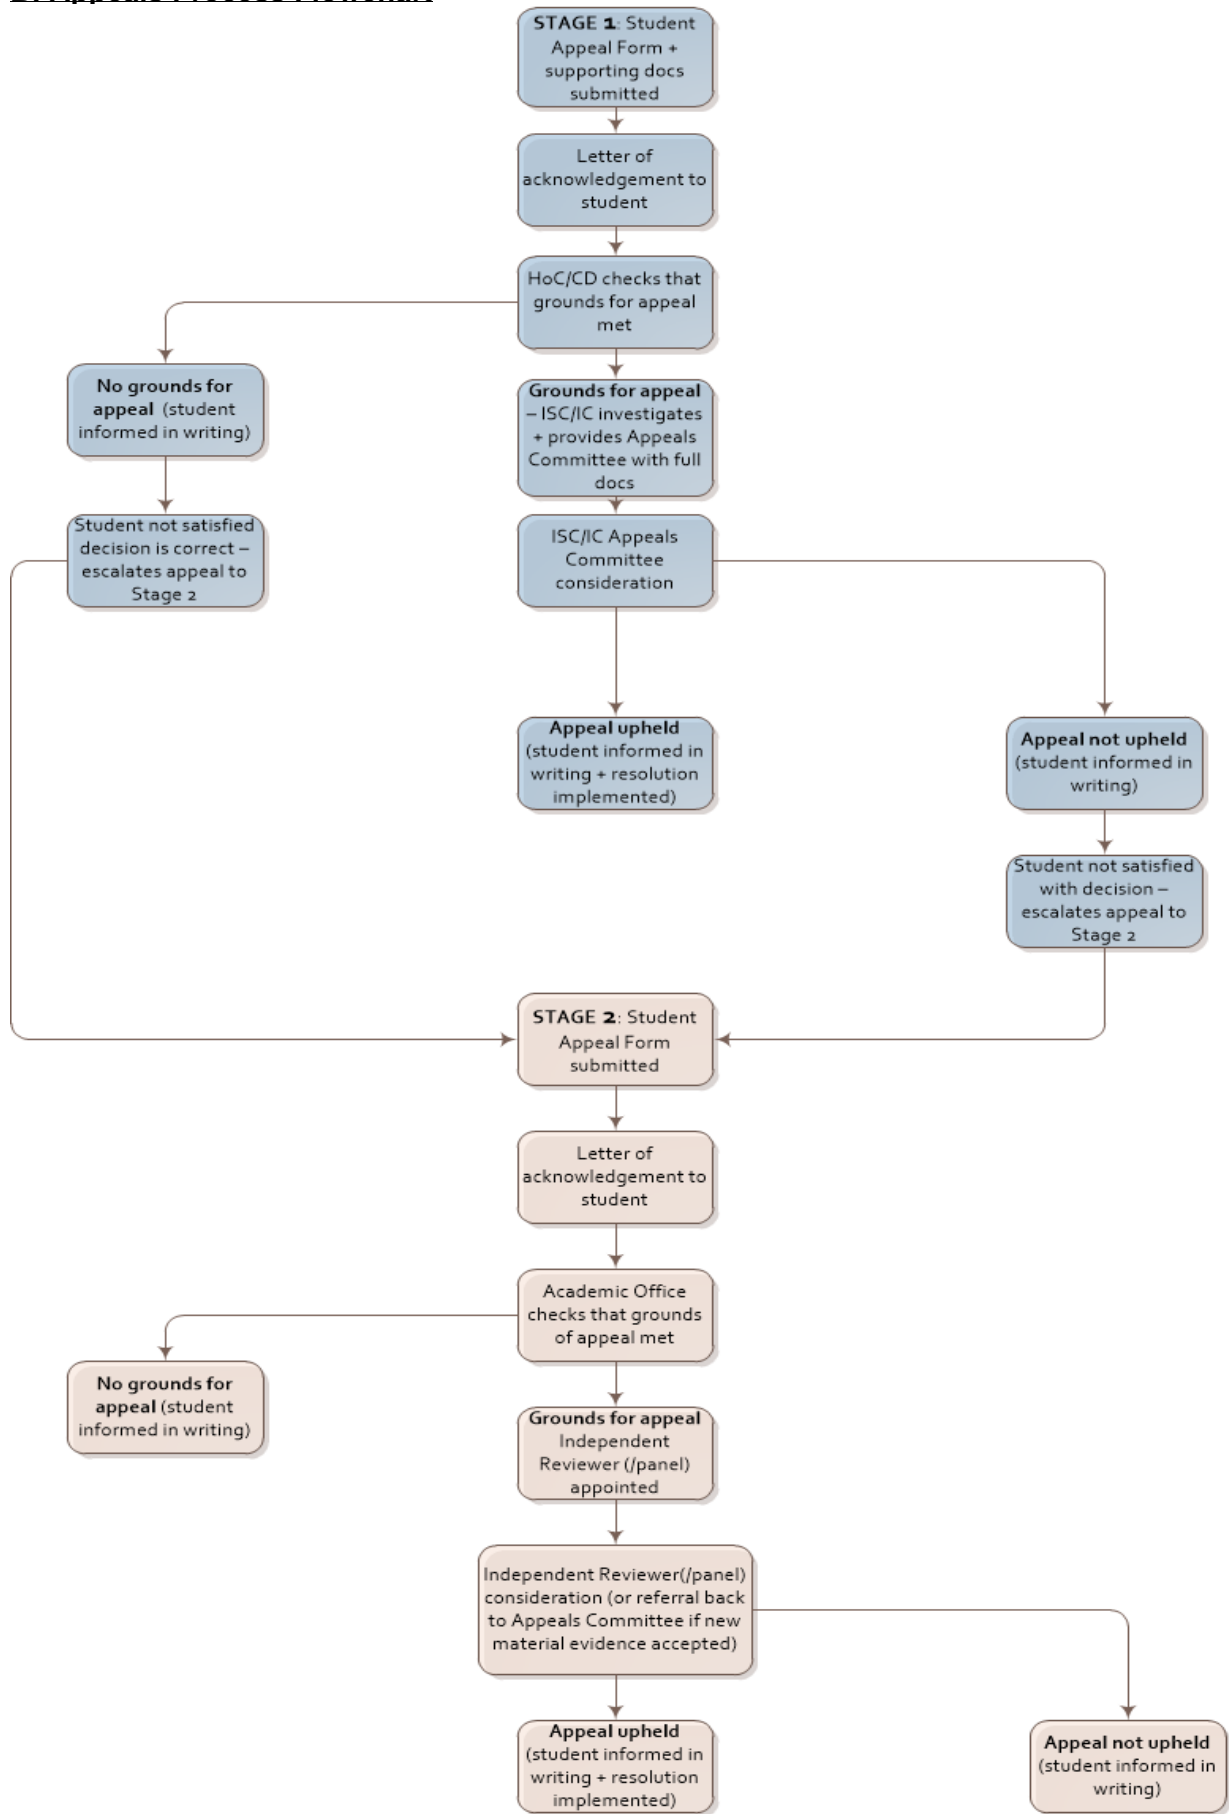 STAGE 1: Student
Appeal Form +
supporting docs
submitted
Letter of
acknowledgement to
student
HoC/CD checks that
grounds for appeal
met
No grounds for
appeal (student
informed in writing)
Grounds for appeal
– ISC/IC investigates
+ provides Appeals
Committee with full
docs
Student not satisfied
decision is correct –
escalates appeal to
Stage 2
ISC/IC Appeals
Committee
consideration
Appeal upheld
(student informed in
writing + resolution
implemented)
Appeal not upheld
(student informed in
writing)
Student not satisfied
with decision –
escalates appeal to
Stage 2
STAGE 2: Student
Appeal Form
submitted
Letter of
acknowledgement to
student
Academic Office
checks that grounds
of appeal met
No grounds for
appeal (student
informed in writing)
Grounds for appeal
Independent
Reviewer (/panel)
appointed
Independent Reviewer(/panel)
consideration (or referral back
to Appeals Committee if new
material evidence accepted)
Appeal upheld
(student informed in
writing + resolution
implemented)
Appeal not upheld
(student informed in
writing)